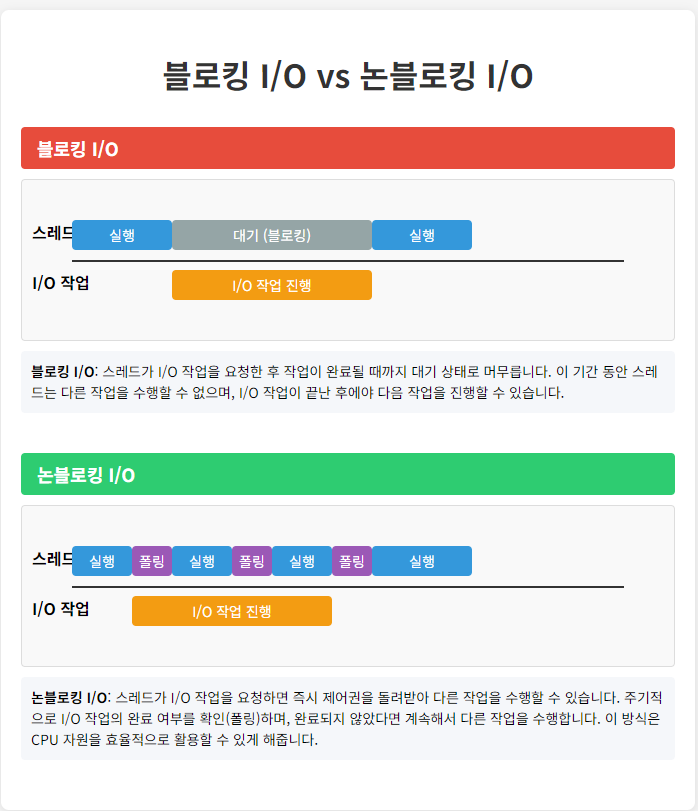 블로킹 I/O vs 논블로킹 I/O
블로킹 I/O
스레드
실행
대기 (블로킹)
실행
I/O 작업
I/O 작업 진행
블로킹 I/O: 스레드가 I/O 작업을 요청한 후 작업이 완료될 때까지 대기 상태로 머무릅니다. 이 기간 동안 스레
드는 다른 작업을 수행할 수 없으며, I/O 작업이 끝난 후에야 다음 작업을 진행할 수 있습니다.
논블로킹 I/O
스레드
실행
폴링
실행
폴링
실행
폴링
실행
I/O 작업
I/O 작업 진행
논블로킹 I/O: 스레드가 I/O 작업을 요청하면 즉시 제어권을 돌려받아 다른 작업을 수행할 수 있습니다. 주기적
으로 I/O 작업의 완료 여부를 확인(폴링)하며, 완료되지 않았다면 계속해서 다른 작업을 수행합니다. 이 방식은
CPU 자원을 효율적으로 활용할 수 있게 해줍니다.